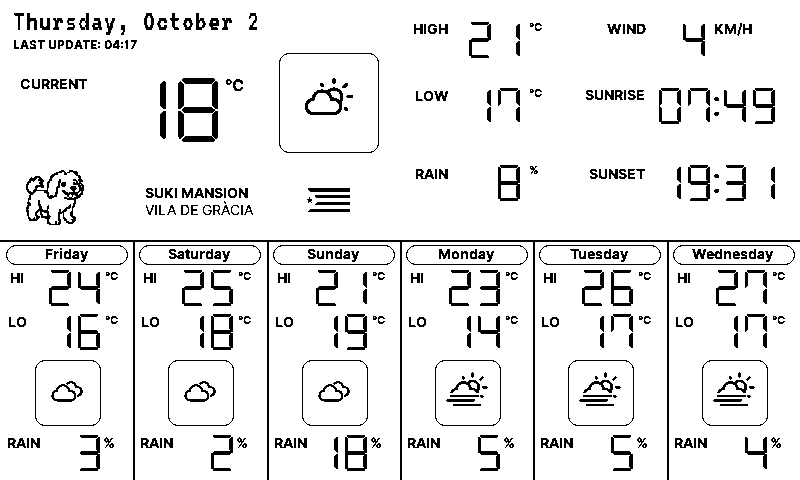 Thursday, October 2
LAST UPDATE: 04:17
CURRENT 18 °C
HIGH 21 °C
WIND 4 KM/H
LOW 17 °C
SUNRISE 07:49
RAIN 8 %
SUNSET 19:31
SUKI MANSION
VILA DE GRÀCIA
Friday
HI 24 °C
LO 16 °C
RAIN 3 %
Saturday
HI 25 °C
LO 18 °C
RAIN 2 %
Sunday
HI 21 °C
LO 19 °C
RAIN 18 %
Monday
HI 23 °C
LO 14 °C
RAIN 5 %
Tuesday
HI 26 °C
LO 17 °C
RAIN 5 %
Wednesday
HI 27 °C
LO 17 °C
RAIN 4 %